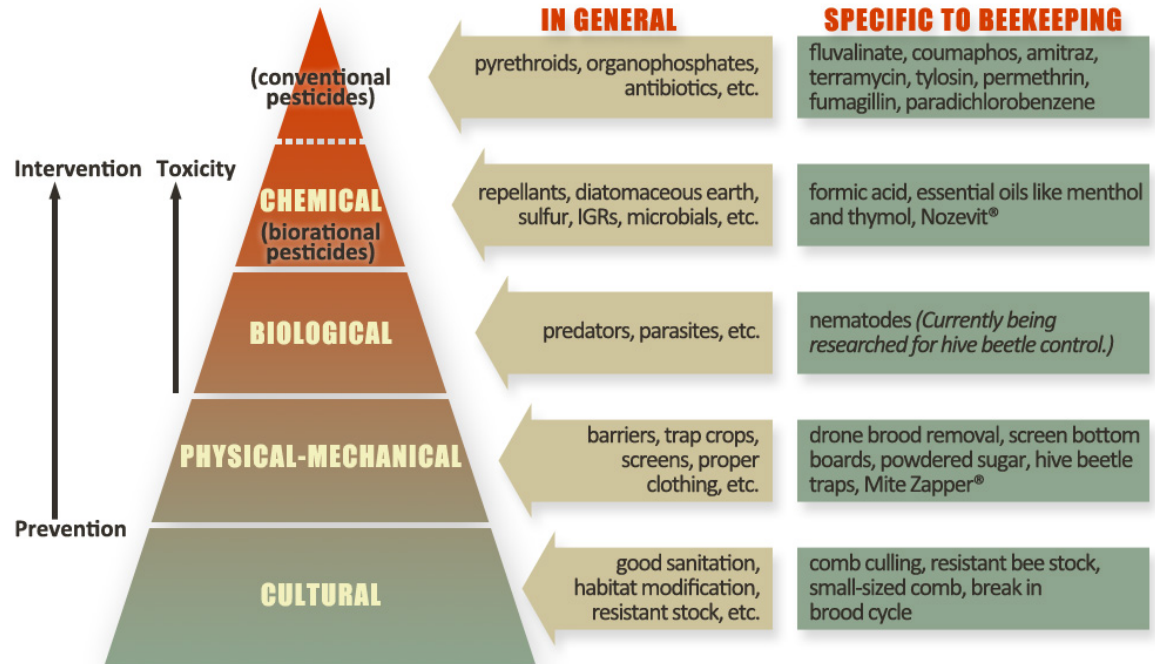 IN GENERAL
SPECIFIC TO BEEKEEPING
(conventional
pesticides)
pyrethroids, organophosphates,
antibiotics, etc.
fluvalinate, coumaphos, amitraz,
terramycin, tylosin, permethrin,
fumagillin, paradichlorobenzene
Intervention
Toxicity
CHEMICAL
(biorational
pesticides)
repellants, diatomaceous earth,
sulfur, IGRs, microbials, etc.
formic acid, essential oils like menthol
and thymol, Nozevit®
BIOLOGICAL
predators, parasites, etc.
nematodes (Currently being
researched for hive beetle control.)
PHYSICAL-MECHANICAL
barriers, trap crops,
screens, proper
clothing, etc.
drone brood removal, screen bottom
boards, powdered sugar, hive beetle
traps, Mite Zapper®
Prevention
CULTURAL
good sanitation,
habitat modification,
resistant stock, etc.
comb culling, resistant bee stock,
small-sized comb, break in
brood cycle